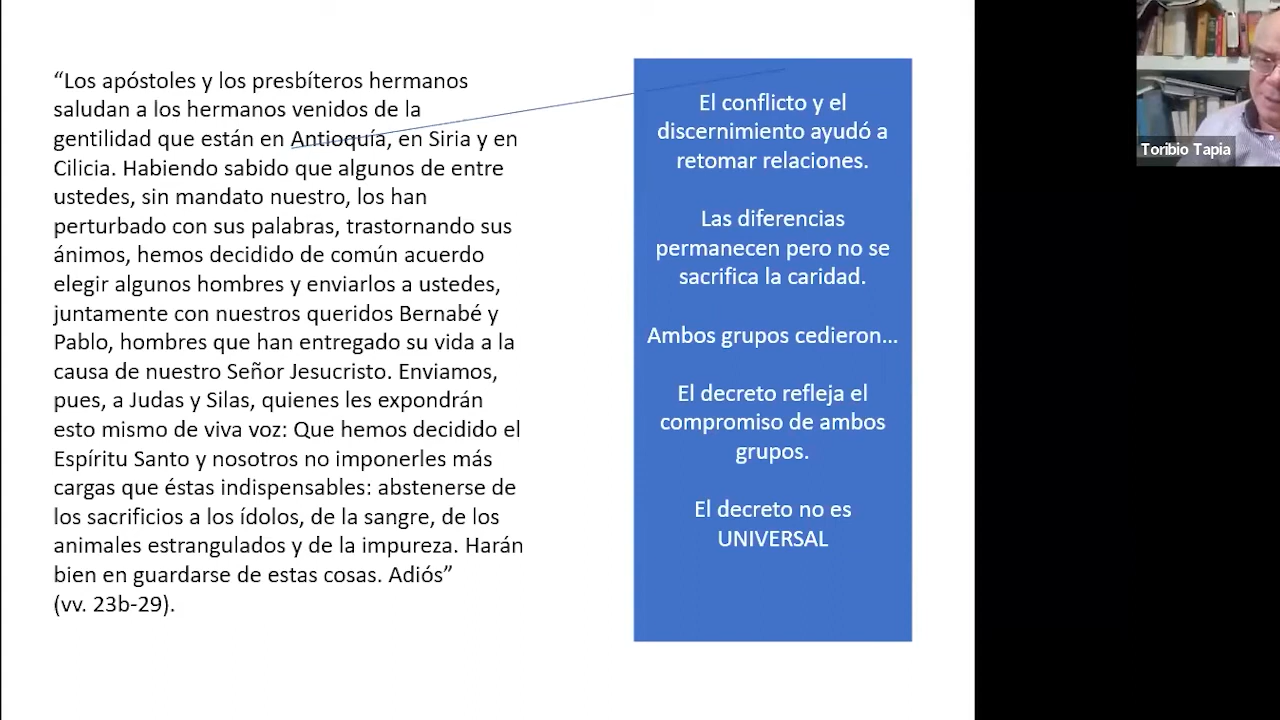 “Los apóstoles y los presbíteros hermanos
saludan a los hermanos venidos de la
gentilidad que están en Antioquía, en Siria y en
Cilicia. Habiendo sabido que algunos de entre
ustedes, sin mandato nuestro, los han
perturbado con sus palabras, trastornando sus
ánimos, hemos decidido de común acuerdo
elegir algunos hombres y enviarlos a ustedes,
juntamente con nuestros queridos Bernabé y
Pablo, hombres que han entregado su vida a la
causa de nuestro Señor Jesucristo. Enviamos,
pues, a Judas y Silas, quienes les expondrán
esto mismo de viva voz: Que hemos decidido el
Espíritu Santo y nosotros no imponerles más
cargas que éstas indispensables: abstenerse de
los sacrificios a los ídolos, de la sangre, de los
animales estrangulados y de la impureza. Harán
bien en guardarse de estas cosas. Adiós”
(vv. 23b-29).
El conflicto y el
discernimiento ayudó a
retomar relaciones.
Las diferencias
permanecen pero no se
sacrifica la caridad.
Ambos grupos cedieron...
El decreto refleja el
compromiso de ambos
grupos.
El decreto no es
UNIVERSAL
Toribio Tapia